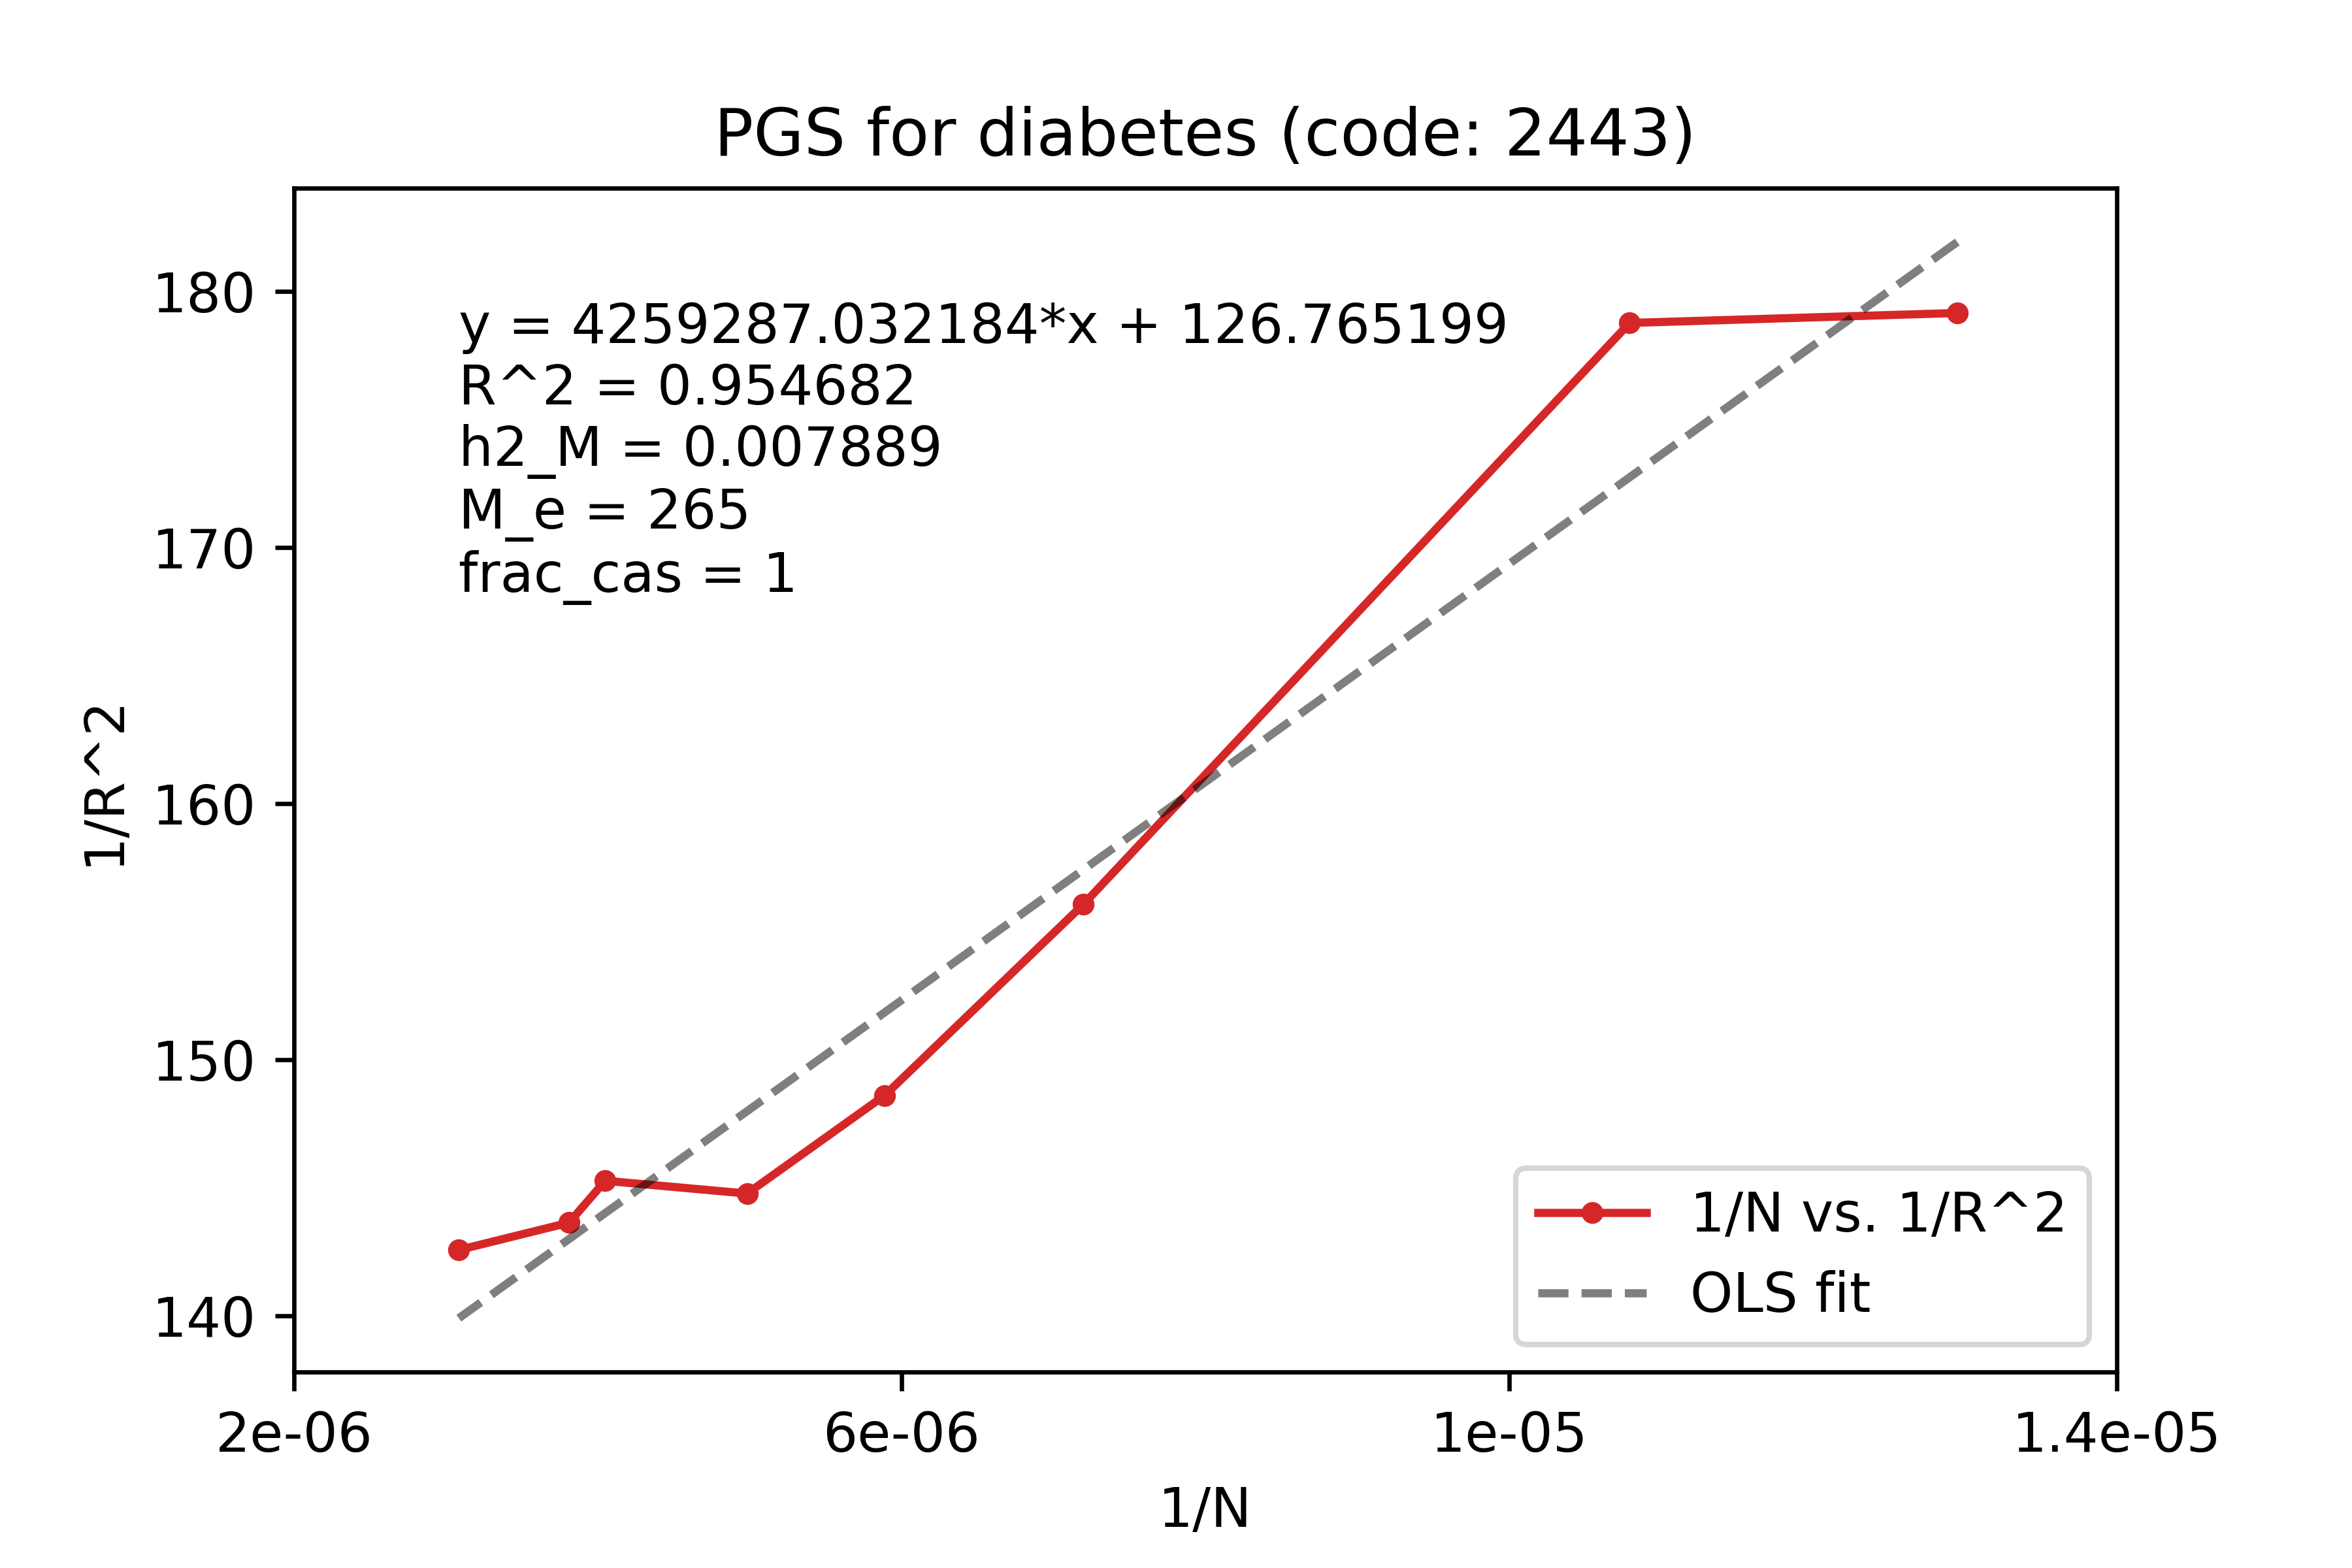 PGS for diabetes (code: 2443)
y = 4259287.032184*x + 126.765199
R^2 = 0.954682
h2_M = 0.007889
M_e = 265
frac_cas = 1
180
170
160
150
140
1/R^2
1/N vs. 1/R^2
OLS fit
2e-06
6e-06
1e-05
1.4e-05
1/N